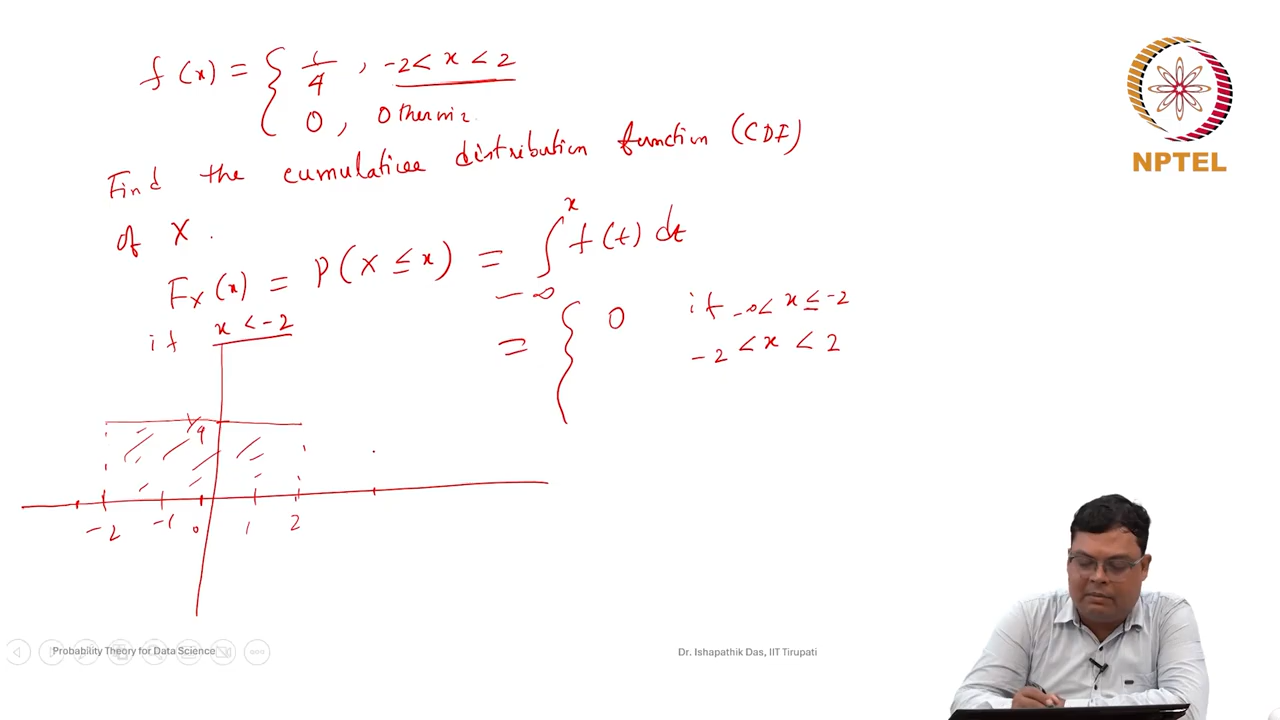 f(x) = { 1/4 , -2 < x < 2
0 , Otherwise
Find the cumulative distribution function (CDF)
of X .
F_X (x) = P(X ≤ x) = ∫_{-∞}^{x} f(t) dt
if x < -2
= { 0 if -∞ < x ≤ -2
-2 < x < 2
1/4
-2 -1 0 1 2
NPTEL
Probability Theory for Data Science
Dr. Ishapathik Das, IIT Tirupati